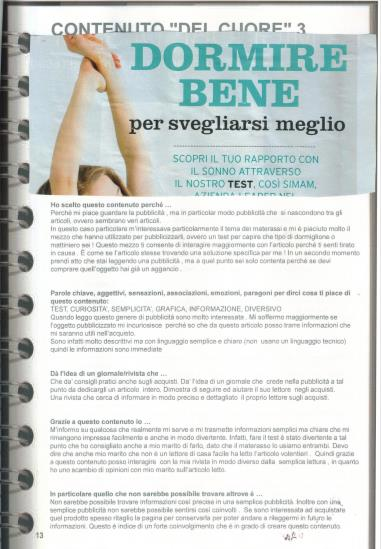 CONTENUTO "DEL CUORE" 3
DORMIRE
BENE
per svegliarsi meglio
SCOPRI IL TUO RAPPORTO CON
IL SONNO ATTRAVERSO
IL NOSTRO TEST, COSÌ SIMAM,
AZIENDA LEADER NEL
Ho scelto questo contenuto perché ...
Perché mi piace guardare la pubblicità , ma in particolar modo pubblicità che si nascondono tra gli
articoli, ovvero sembrano veri articoli.
In questo caso particolare m'interessava particolarmente il tema dei materassi e mi è piaciuto molto il
mezzo che hanno utilizzato per pubblicizzarli, ovvero un test per capire che tipo di dormiglione o
mattiniero sei ! Questo mezzo ti consente di interagire maggiormente con l'articolo perché ti senti tirato
in causa . È come se l'articolo stesse trovando una soluzione specifica per me ! In un secondo momento
prendi atto che stai leggendo una pubblicità , ma a quel punto sei solo contenta perché se devi
comprare quell'oggetto hai già un aggancio .
Parole chiave, aggettivi, sensazioni, associazioni, emozioni, paragoni per dirci cosa ti piace di
questo contenuto:
TEST, CURIOSITA', SEMPLICITA', GRAFICA, INFORMAZIONE, DIVERSIVO
Quando leggo questo genere di pubblicità sono molto interessata . Mi soffermo maggiormente se
l'oggetto pubblicizzato mi incuriosisce perché so che da questo articolo posso trarre informazioni che
mi saranno utili nell'acquisto.
Sono infatti molto descrittivi ma con linguaggio semplice e chiaro (non usano un linguaggio tecnico)
quindi le informazioni sono immediate
Dà l'idea di un giornale/rivista che ...
Che da' consigli pratici anche sugli acquisti. Da' l'idea di un giornale che crede nella pubblicità a tal
punto da dedicargli un articolo intero. Dimostra di seguire ed aiutare il suo lettore negli acquisti.
Una rivista che cerca di informare in modo preciso e dettagliato il proprio lettore sugli acquisti.
Grazie a questo contenuto io ...
M'informo su qualcosa che realmente mi serve e mi trasmette informazioni semplici ma chiare che mi
rimangono impresse facilmente e anche in modo divertente. Infatti, fare il test è stato divertente a tal
punto che ho consigliato anche a mio marito di farlo, dato che il materasso lo usiamo entrambi. Devo
dire che anche mio marito che non è un lettore di casa facile ha letto l'articolo volentieri . Quindi grazie
a questo contenuto posso interagire con la mia rivista in modo diverso dalla semplice lettura , in quanto
ho uno scambio di opinioni con mio marito sull'articolo letto.
In particolare quello che non sarebbe possibile trovare altrove é ...
Non sarebbe possibile trovare informazioni così precise in una semplice pubblicità. Inoltre con una
semplice pubblicità non sarebbe possibile sentirsi così coinvolti . Se sono interessata ad acquistare
quel prodotto spesso ritaglio la pagina per conservarla per poter andare a rileggermi in futuro le
informazioni. Questo è indice di un forte coinvolgimento che è in grado di creare questo contenuto.
13